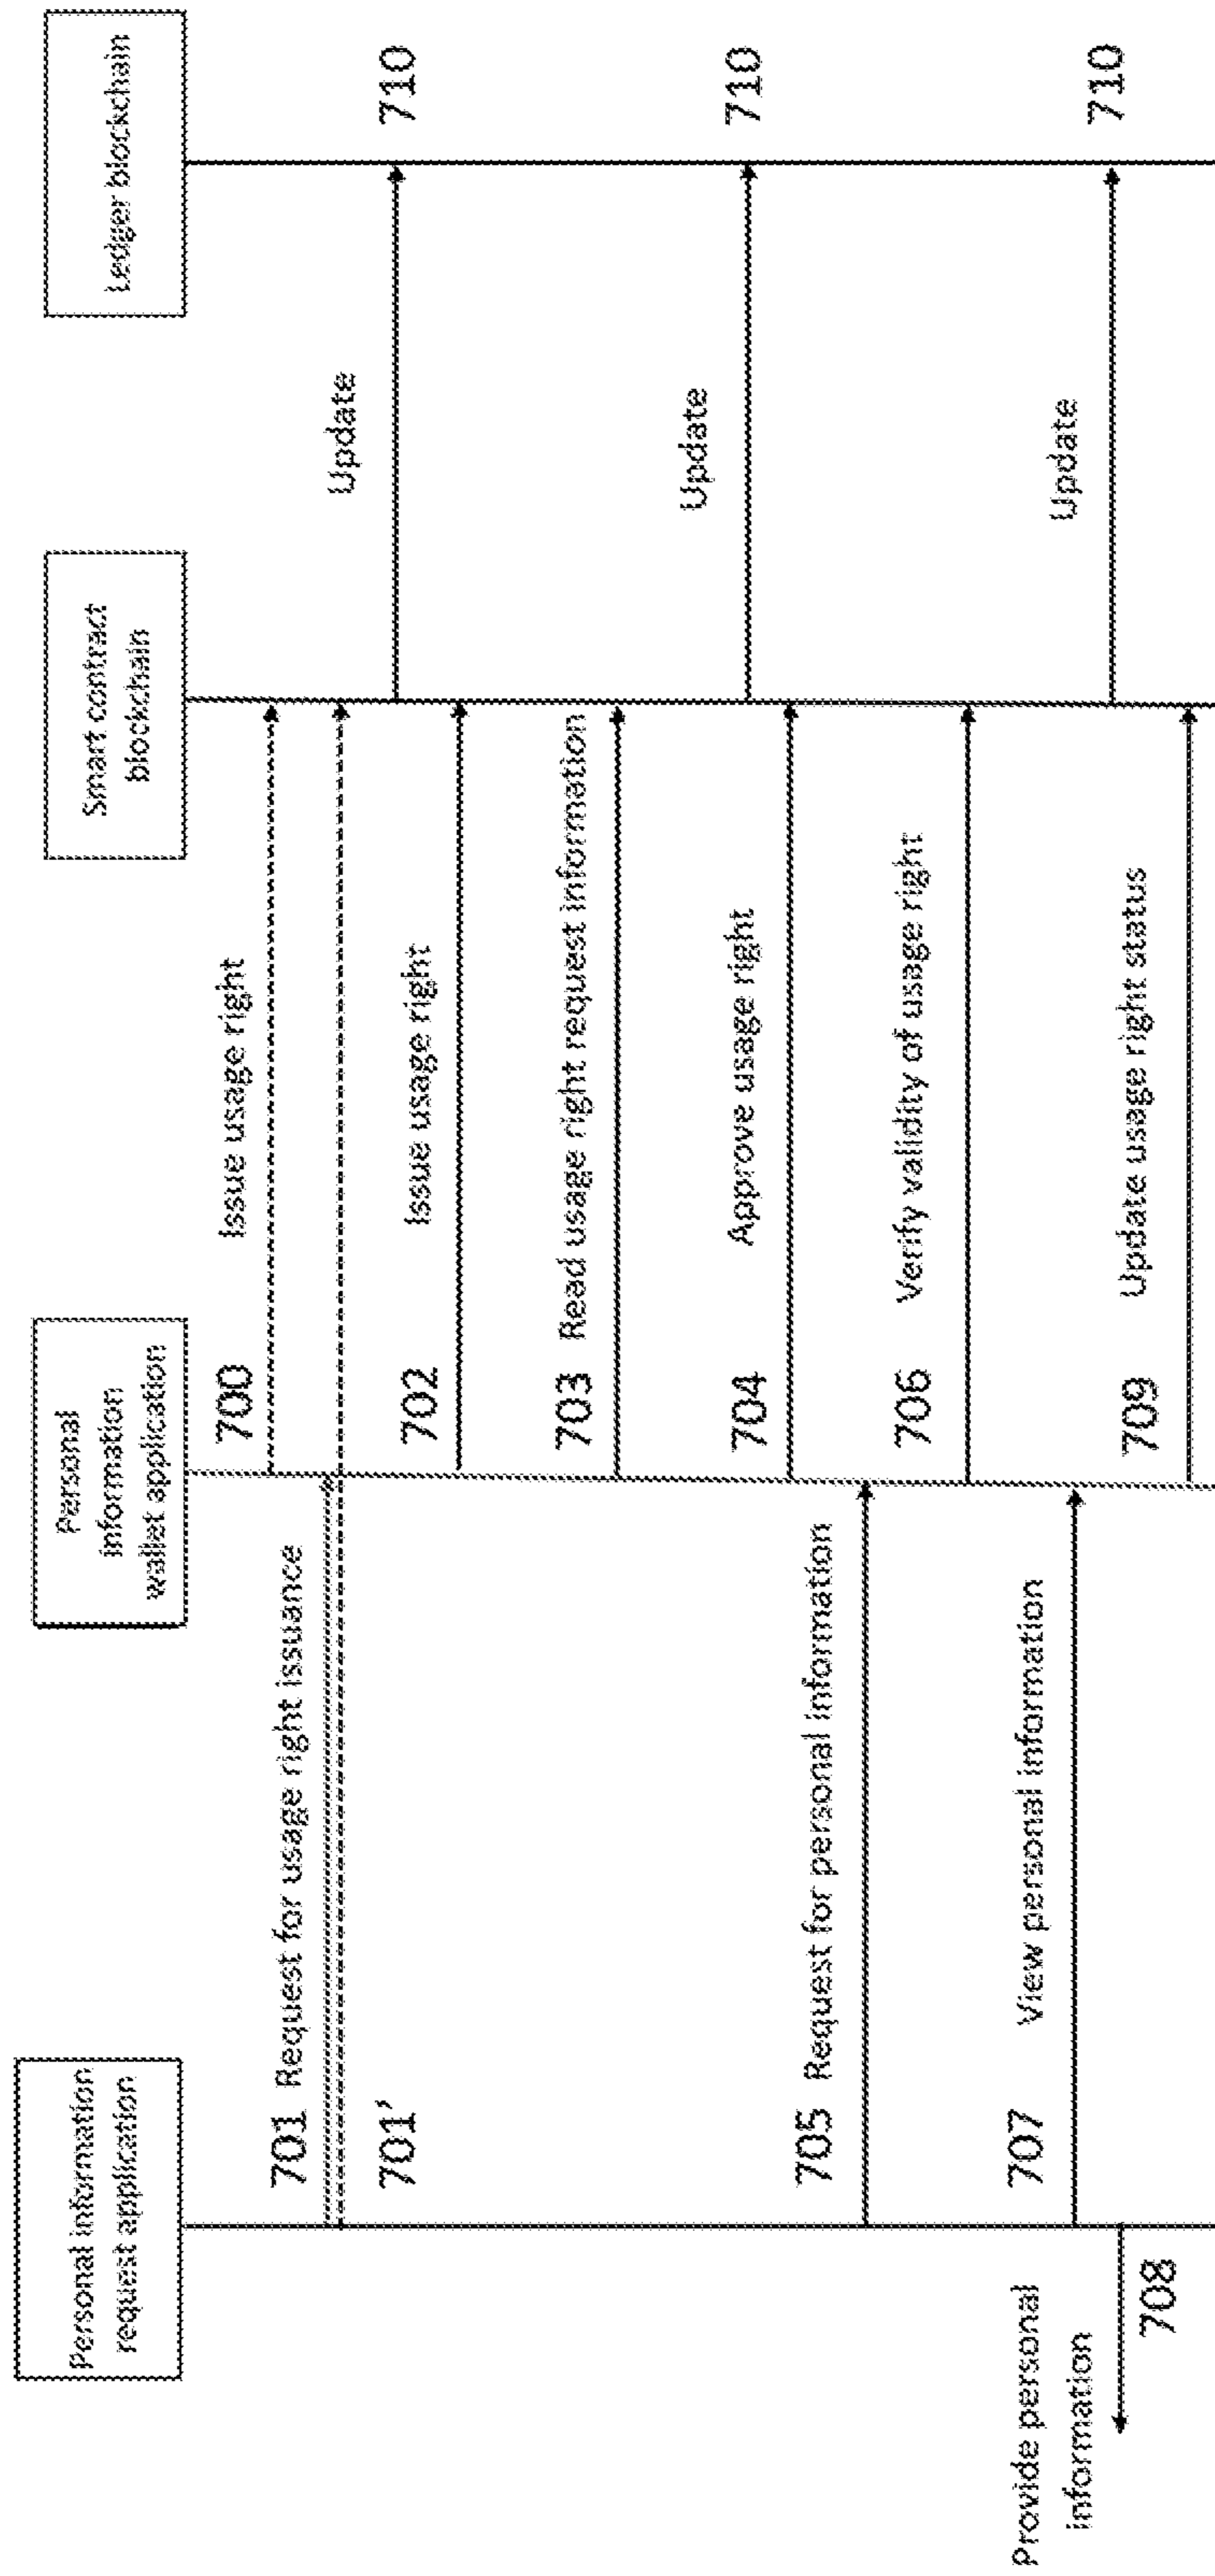 Personal information
request application
Personal
information
wallet application
Smart contract
blockchain
Ledger blockchain
700
Issue usage right
701 Request for usage right issuance
701'
Update
710
702
Issue usage right
703 Read usage right request information
704
Approve usage right
Update
710
705 Request for personal information
706
Verify validity of usage right
707
View personal information
Update
710
Provide personal
information
708
709
Update usage right status